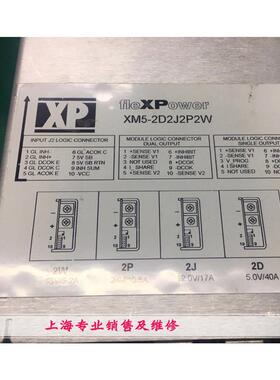 XP
fleXPower
XM5-2D2J2P2W
INPUT J2 LOGIC CONNECTOR
1 GL INH- 6 GL ACOK C
2 GL INH+ 7 5V SB
3 GL DCOK E 8 5V SB RTN
4 GL DCOK C 9 INH SUM
5 GL ACOK E 10 -VCC
MODULE LOGIC CONNECTOR
DUAL OUTPUT
1 +SENSE V1 6 +INHIBIT
2 -SENSE V1 7 -INHIBIT
3 NOT USED 8 +DCOK
4 I SHARE 9 -DCOK
5 +SENSE V2 10 -SENSE V2
MODULE LOGIC CONNECTOR
SINGLE OUTPUT
1 +SENSE
2 -SENSE
3 V PROG
4 I SHARE
5 NOT USED
2W
2P
2J
2D
5.0V/40A
上海专业销售及维修